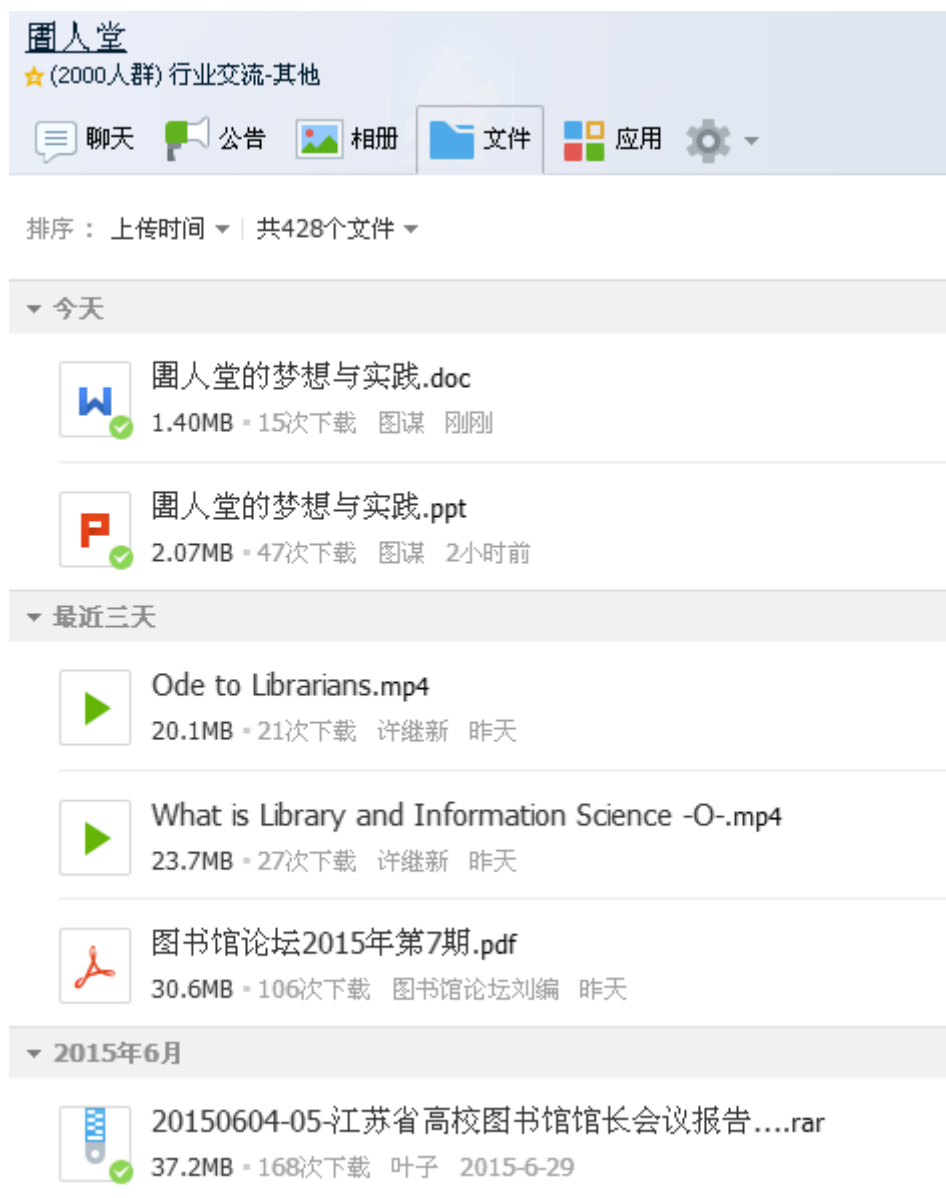 圕人堂
(2000人群) 行业交流-其他
聊天 公告 相册 文件 应用
排序： 上传时间 共428个文件
今天
圕人堂的梦想与实践.doc
1.40MB 15次下载 图谋 刚刚
圕人堂的梦想与实践.ppt
2.07MB 47次下载 图谋 2小时前
最近三天
Ode to Librarians.mp4
20.1MB 21次下载 许继新 昨天
What is Library and Information Science -O-.mp4
23.7MB 27次下载 许继新 昨天
图书馆论坛2015年第7期.pdf
30.6MB 106次下载 图书馆论坛刘编 昨天
2015年6月
20150604-05-江苏省高校图书馆馆长会议报告....rar
37.2MB 168次下载 叶子 2015-6-29